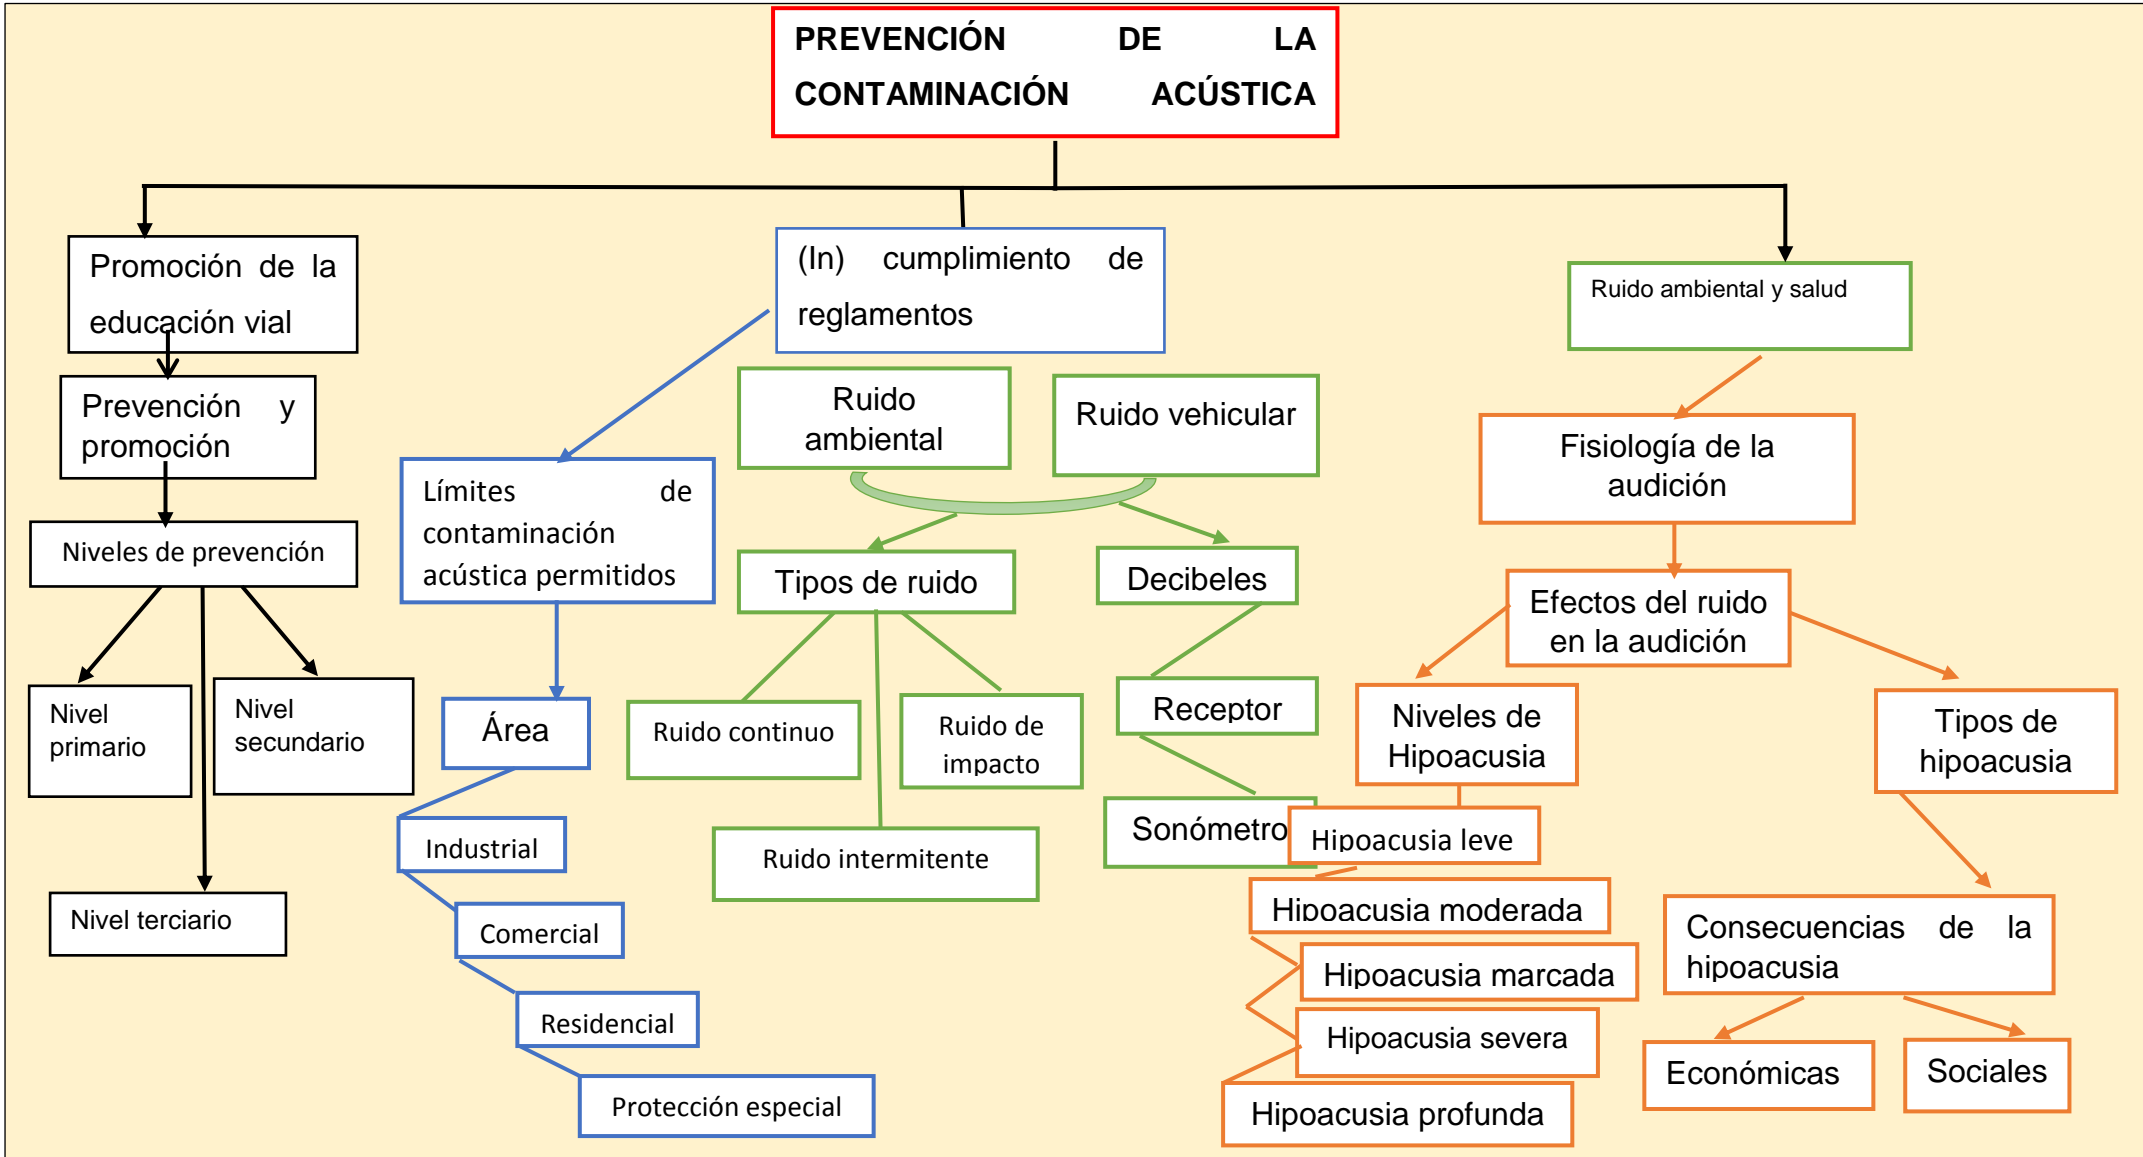 PREVENCIÓN DE LA
CONTAMINACIÓN ACÚSTICA
Promoción de la
educación vial
Prevención y
promoción
Niveles de prevención
Nivel
primario
Nivel
secundario
Nivel terciario
(In) cumplimiento de
reglamentos
Límites de
contaminación
acústica permitidos
Área
Industrial
Comercial
Residencial
Protección especial
Ruido
ambiental
Ruido vehicular
Tipos de ruido
Decibeles
Ruido continuo
Ruido de
impacto
Ruido intermitente
Receptor
Sonómetro
Ruido ambiental y salud
Fisiología de la
audición
Efectos del ruido
en la audición
Niveles de
Hipoacusia
Tipos de
hipoacusia
Hipoacusia leve
Hipoacusia moderada
Hipoacusia marcada
Hipoacusia severa
Hipoacusia profunda
Consecuencias de la
hipoacusia
Económicas
Sociales